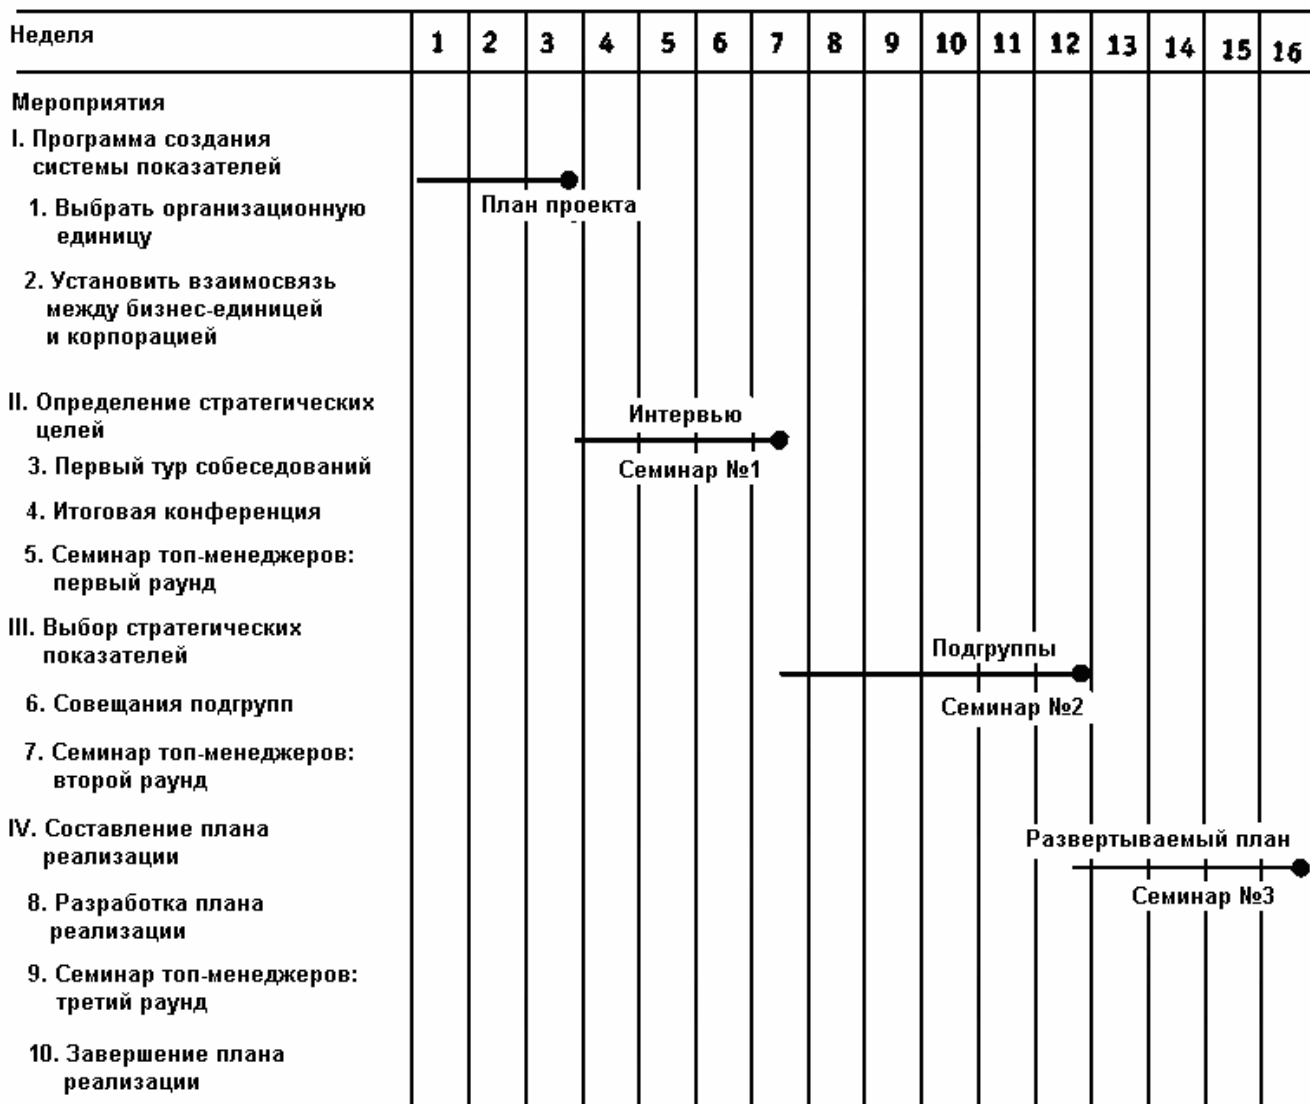 Неделя 1 2 3 4 5 6 7 8 9 10 11 12 13 14 15 16
Мероприятия
I. Программа создания
системы показателей
План проекта
1. Выбрать организационную
единицу
2. Установить взаимосвязь
между бизнес-единицей
и корпорацией
II. Определение стратегических
целей
Интервью
Семинар №1
3. Первый тур собеседований
4. Итоговая конференция
5. Семинар топ-менеджеров:
первый раунд
III. Выбор стратегических
показателей
Подгруппы
Семинар №2
6. Совещания подгрупп
7. Семинар топ-менеджеров:
второй раунд
IV. Составление плана
реализации
Развертываемый план
Семинар №3
8. Разработка плана
реализации
9. Семинар топ-менеджеров:
третий раунд
10. Завершение плана
реализации